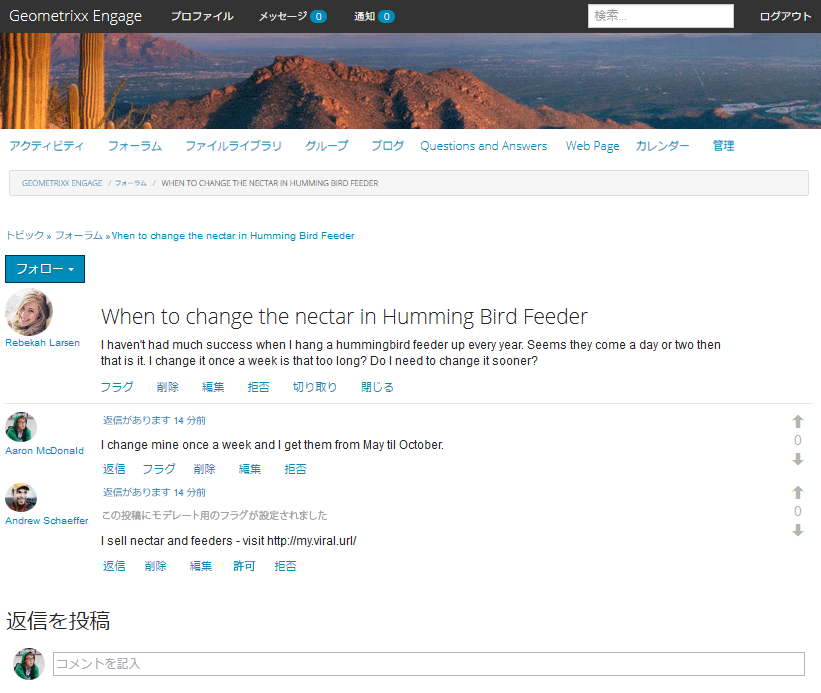 Geometrixx Engage プロファイル メッセージ 0 通知 0 検索... ログアウト
アクティビティ フォーラム ファイルライブラリ グループ ブログ Questions and Answers Web Page カレンダー 管理
GEOMETRIXX ENGAGE / フォーラム / WHEN TO CHANGE THE NECTAR IN HUMMING BIRD FEEDER
トピック » フォーラム » When to change the nectar in Humming Bird Feeder
フォロー
Rebekah Larsen
When to change the nectar in Humming Bird Feeder
I haven't had much success when I hang a hummingbird feeder up every year. Seems they come a day or two then
that is it. I change it once a week is that too long? Do I need to change it sooner?
フラグ 削除 編集 拒否 切り取り 閉じる
Aaron McDonald
返信があります 14 分前
I change mine once a week and I get them from May til October.
返信 フラグ 削除 編集 拒否
0
Andrew Schaeffer
返信があります 14 分前
この投稿にモデレート用のフラグが設定されました
I sell nectar and feeders - visit http://my.viral.url/
返信 削除 編集 許可 拒否
0
返信を投稿
コメントを記入